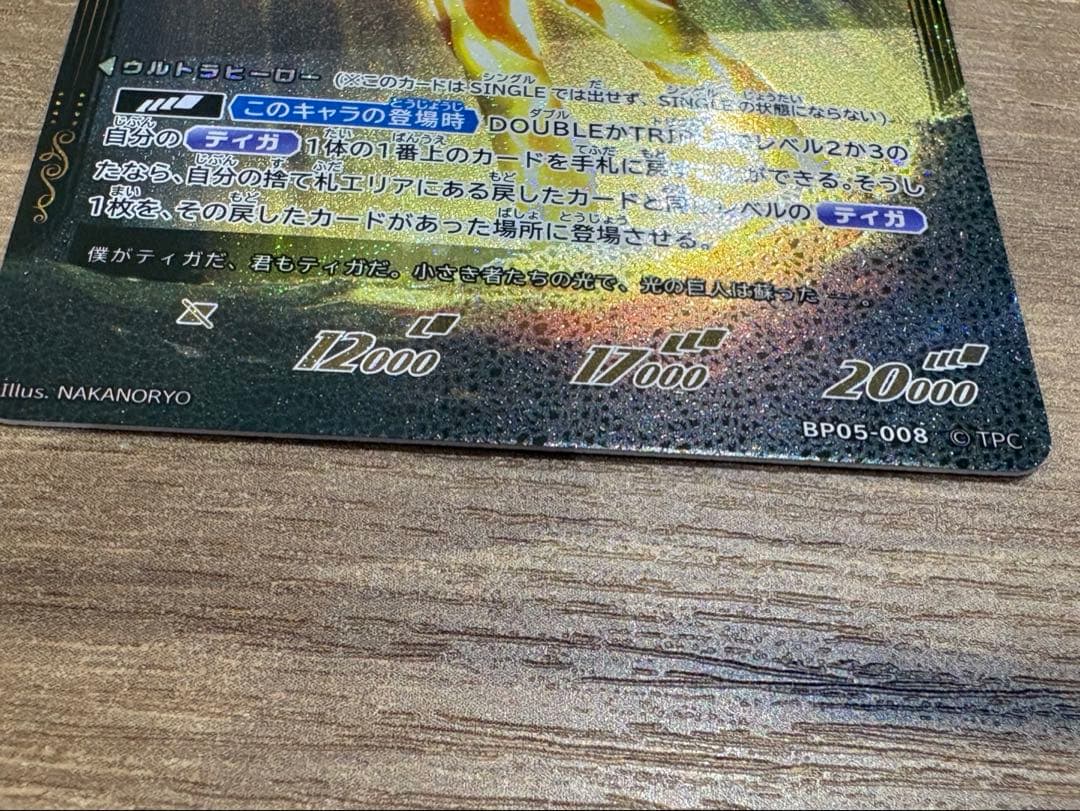 ウルトラヒーロー (※このカードはSINGLEでは出せず、SINGLEの状態にならない)
このキャラの登場時 DOUBLEかTRI レベル2か3の
自分の ティガ 1体の1番上のカードを手札に ができる。そうし
たなら、自分の捨て札エリアにある戻したカードと レベルの ティガ
1枚を、その戻したカードがあった場所に登場させる。
僕がティガだ、君もティガだ。小さき者たちの光で、光の巨人は蘇った―。
12000 17000 20000
Illus. NAKANORYO
BP05-008 © TPC